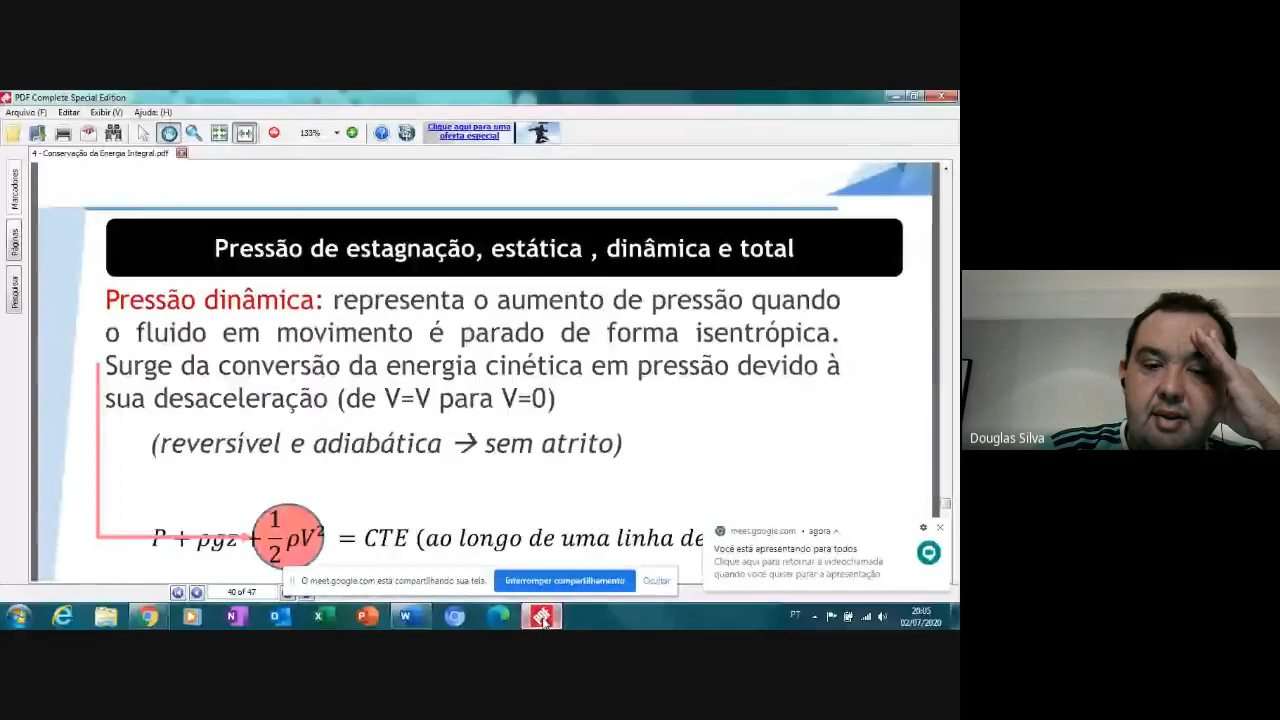 PDF Complete Special Edition
Arquivo (F) Editar Exibir (V) Ajuda: (H)
133%
Clique aqui para uma
oferta especial
4 - Conservação da Energia Integral.pdf
Marcadores
Páginas
Pesquisar
Pressão de estagnação, estática , dinâmica e total
Pressão dinâmica: representa o aumento de pressão quando
o fluido em movimento é parado de forma isentrópica.
Surge da conversão da energia cinética em pressão devido à
sua desaceleração (de V=V para V=0)
(reversível e adiabática → sem atrito)
P + ρgz + 1/2 ρV² = CTE (ao longo de uma linha de
meet.google.com • agora
Você está apresentando para todos
Clique aqui para retornar à videochamada
quando você quiser parar a apresentação
O meet.google.com está compartilhando sua tela.
Interromper compartilhamento
Ocultar
40 of 47
PT
20:05
02/07/2020
Douglas Silva